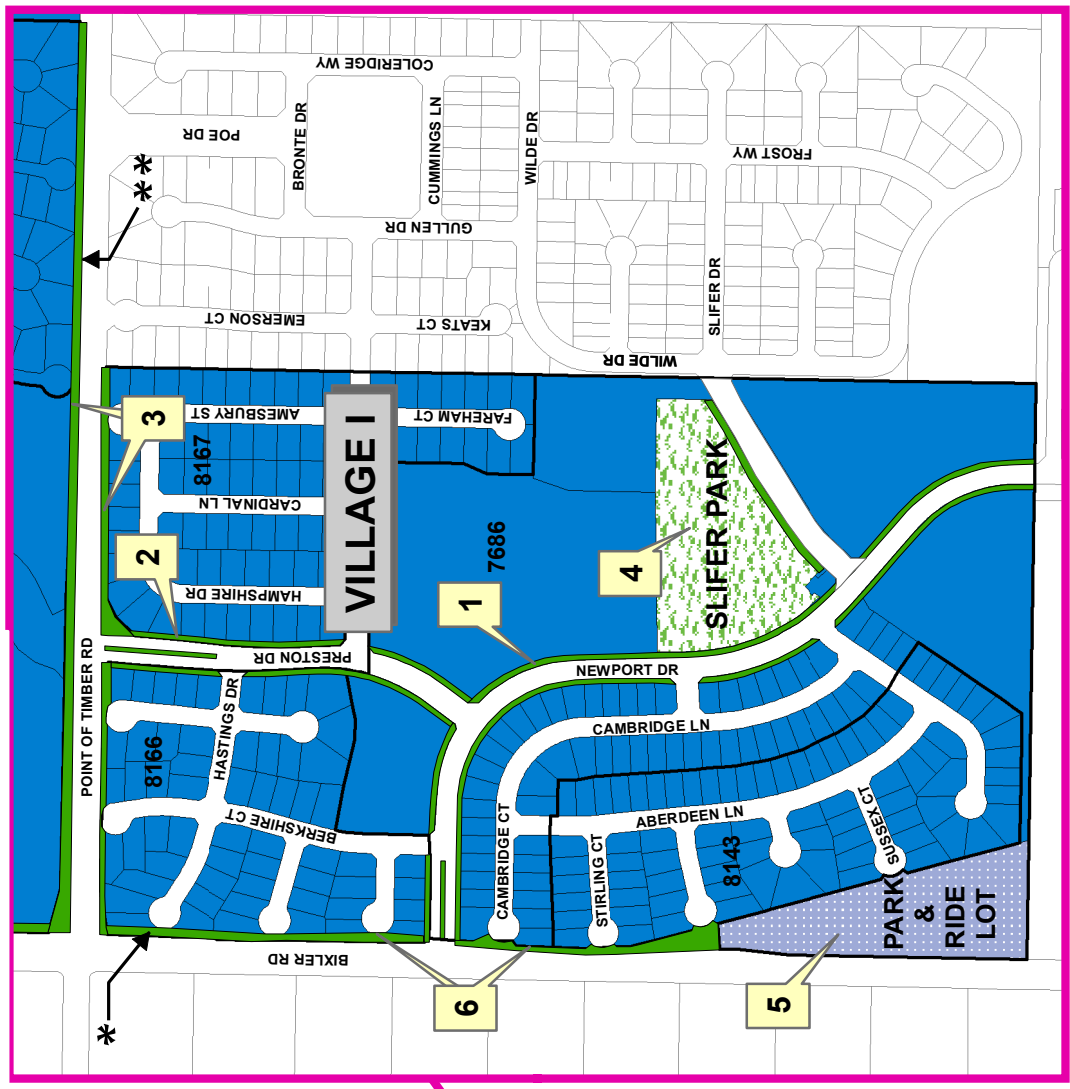 COLERIDGE WY
POE DR
BRONTE DR
CUMMINGS LN
WILDE DR
FROST WY
**
GULLEN DR
SLIFER DR
EMERSON CT
KEATS CT
WILDE DR
3
AMESBURY ST
FAREHAM CT
8167
CARDINAL LN
VILLAGE I
SLIFER PARK
2
7686
4
HAMPSHIRE DR
1
POINT OF TIMBER RD
PRESTON DR
NEWPORT DR
HASTINGS DR
CAMBRIDGE LN
8166
BERKSHIRE CT
CAMBRIDGE CT
ABERDEEN LN
SUSSEX CT
STIRLING CT
8143
PARK
&
RIDE
LOT
BIXLER RD
*
6
5